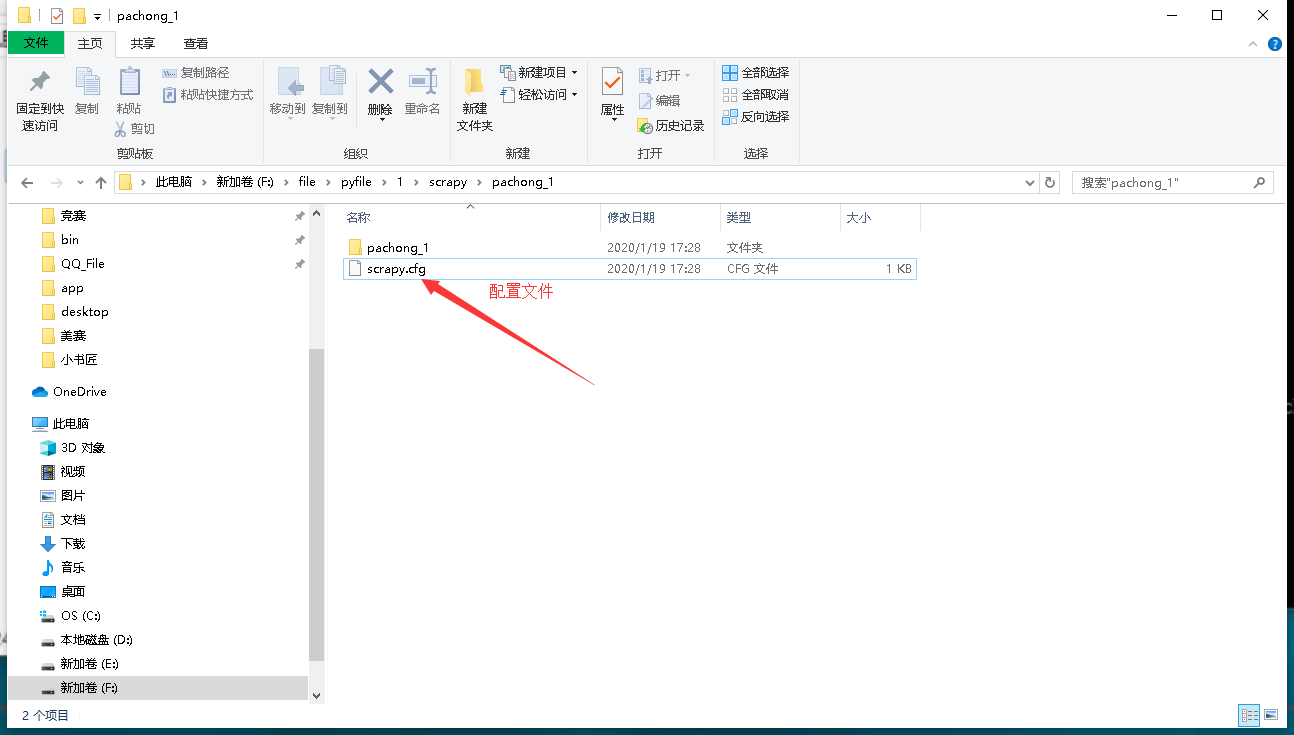 pachong_1
文件 主页 共享 查看
固定到快
速访问
复制
粘贴
复制路径
粘贴快捷方式
剪切
剪贴板
移动到
复制到
删除
重命名
组织
新建
文件夹
新建项目
轻松访问
新建
属性
打开
编辑
历史记录
打开
全部选择
全部取消
反向选择
选择
此电脑 新加卷 (F:) file pyfile 1 scrapy pachong_1
搜索"pachong_1"
竞赛
bin
QQ_File
app
desktop
美赛
小书匠
OneDrive
此电脑
3D 对象
视频
图片
文档
下载
音乐
桌面
OS (C:)
本地磁盘 (D:)
新加卷 (E:)
新加卷 (F:)
名称 修改日期 类型 大小
pachong_1 2020/1/19 17:28 文件夹
scrapy.cfg 2020/1/19 17:28 CFG 文件 1 KB
配置文件
2 个项目